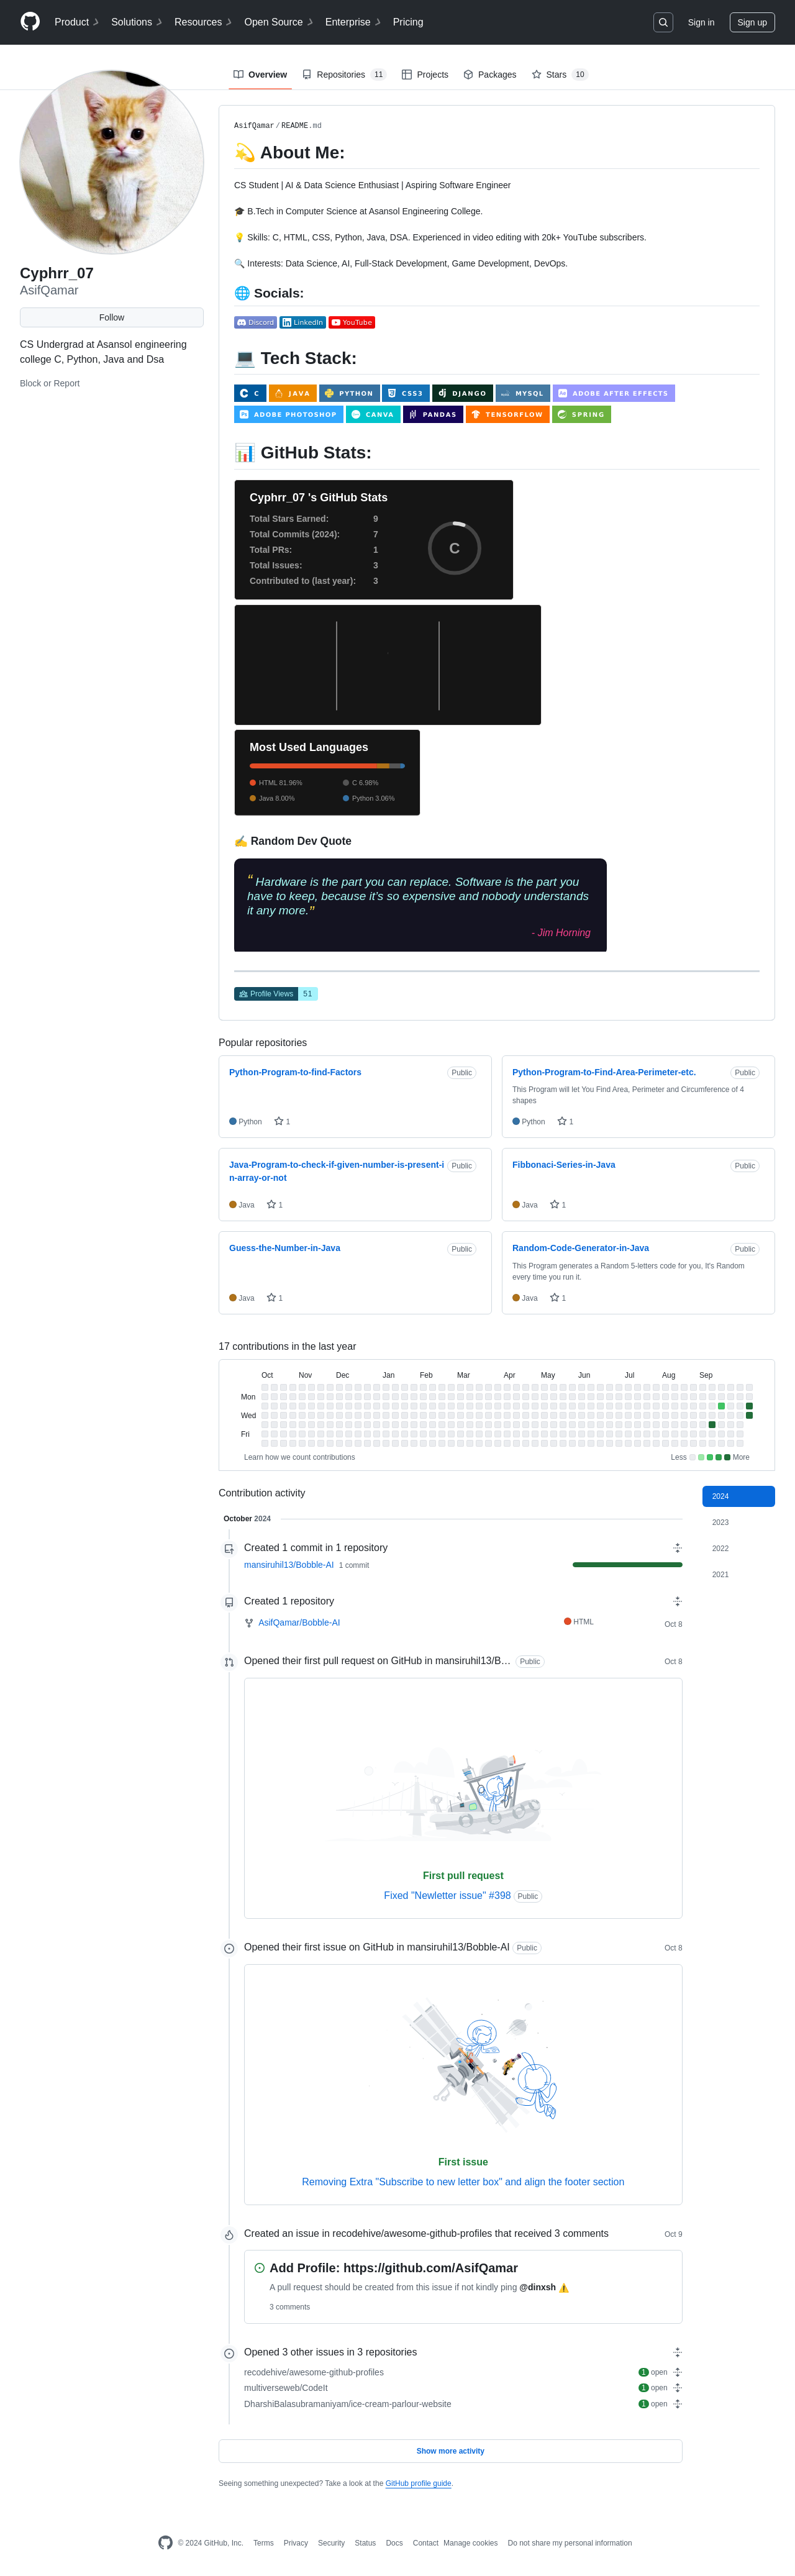 Product
Solutions
Resources
Open Source
Enterprise
Pricing
Sign in
Sign up
Overview
Repositories 11
Projects
Packages
Stars 10
Cyphrr_07
AsifQamar
Follow
CS Undergrad at Asansol engineering
college C, Python, Java and Dsa
Block or Report
AsifQamar / README.md
💫 About Me:
CS Student | AI & Data Science Enthusiast | Aspiring Software Engineer
🎓 B.Tech in Computer Science at Asansol Engineering College.
💡 Skills: C, HTML, CSS, Python, Java, DSA. Experienced in video editing with 20k+ YouTube subscribers.
🔍 Interests: Data Science, AI, Full-Stack Development, Game Development, DevOps.
🌐 Socials:
Discord LinkedIn YouTube
💻 Tech Stack:
C JAVA PYTHON CSS3 DJANGO MYSQL ADOBE AFTER EFFECTS
ADOBE PHOTOSHOP CANVA PANDAS TENSORFLOW SPRING
📊 GitHub Stats:
Cyphrr_07 's GitHub Stats
Total Stars Earned: 9
Total Commits (2024): 7
Total PRs: 1
Total Issues: 3
Contributed to (last year): 3
C
Most Used Languages
HTML 81.96% C 6.98%
Java 8.00% Python 3.06%
✍️ Random Dev Quote
“ Hardware is the part you can replace. Software is the part you
have to keep, because it's so expensive and nobody understands
it any more.”
- Jim Horning
Profile Views 51
Popular repositories
Python-Program-to-find-Factors Public
Python 1
Python-Program-to-Find-Area-Perimeter-etc. Public
This Program will let You Find Area, Perimeter and Circumference of 4
shapes
Python 1
Java-Program-to-check-if-given-number-is-present-i Public
n-array-or-not
Java 1
Fibbonaci-Series-in-Java Public
Java 1
Guess-the-Number-in-Java Public
Java 1
Random-Code-Generator-in-Java Public
This Program generates a Random 5-letters code for you, It's Random
every time you run it.
Java 1
17 contributions in the last year
Oct Nov Dec Jan Feb Mar Apr May Jun Jul Aug Sep
Mon
Wed
Fri
Learn how we count contributions
Less More
Contribution activity
2024
2023
2022
2021
October 2024
Created 1 commit in 1 repository
mansiruhil13/Bobble-AI 1 commit
Created 1 repository
AsifQamar/Bobble-AI HTML Oct 8
Opened their first pull request on GitHub in mansiruhil13/B… Public Oct 8
First pull request
Fixed "Newletter issue" #398 Public
Opened their first issue on GitHub in mansiruhil13/Bobble-AI Public Oct 8
First issue
Removing Extra "Subscribe to new letter box" and align the footer section
Created an issue in recodehive/awesome-github-profiles that received 3 comments Oct 9
Add Profile: https://github.com/AsifQamar
A pull request should be created from this issue if not kindly ping @dinxsh ⚠️
3 comments
Opened 3 other issues in 3 repositories
recodehive/awesome-github-profiles 1 open
multiverseweb/CodeIt 1 open
DharshiBalasubramaniyam/ice-cream-parlour-website 1 open
Show more activity
Seeing something unexpected? Take a look at the GitHub profile guide.
© 2024 GitHub, Inc. Terms Privacy Security Status Docs Contact Manage cookies Do not share my personal information